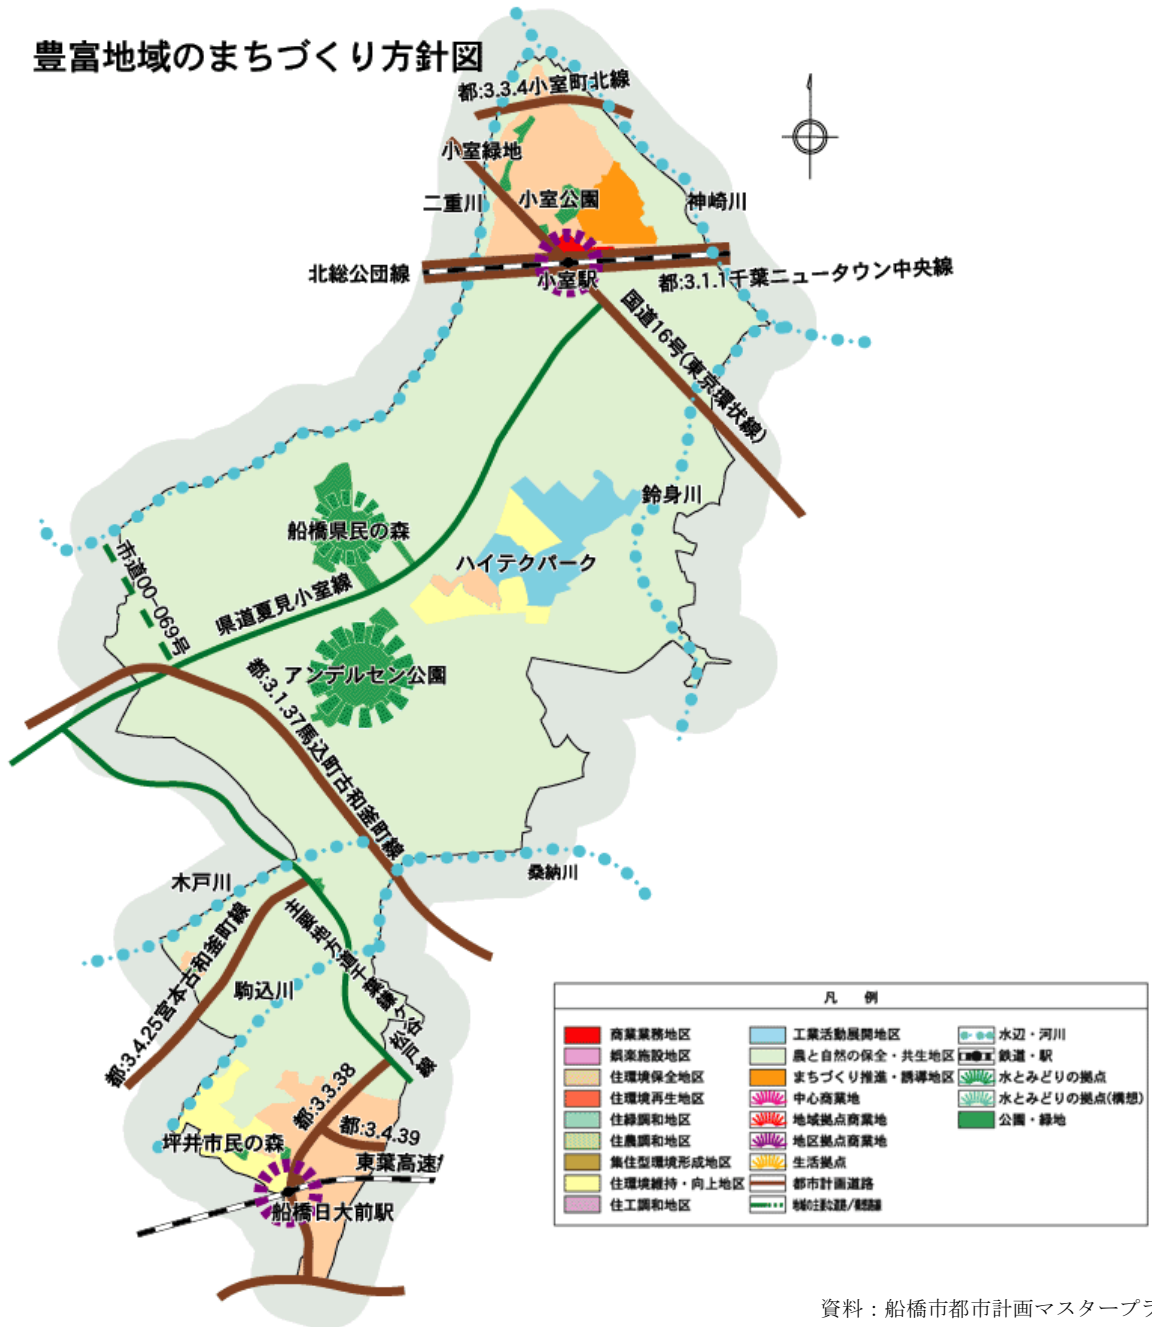 豊富地域のまちづくり方針図
都:3.3.4小室町北線
小室緑地
二重川
小室公園
神崎川
北総公団線
小室駅
都:3.1.1千葉ニュータウン中央線
国道16号(東京環状線)
鈴身川
船橋県民の森
ハイテクパーク
市道00-069号
県道夏見小室線
アンデルセン公園
都:3.1.37馬込町古和釜町線
桑納川
木戸川
都:3.4.25宮本古和釜町線
主要地方道千葉鎌ケ谷松戸線
駒込川
都:3.3.38
都:3.4.39
坪井市民の森
東葉高速
船橋日大前駅
凡 例
商業業務地区
娯楽施設地区
住環境保全地区
住環境再生地区
住緑調和地区
住農調和地区
集住型環境形成地区
住環境維持・向上地区
住工調和地区
工業活動展開地区
農と自然の保全・共生地区
まちづくり推進・誘導地区
中心商業地
地域拠点商業地
地区拠点商業地
生活拠点
都市計画道路
水辺・河川
鉄道・駅
水とみどりの拠点
水とみどりの拠点(構想)
公園・緑地
資料：船橋市都市計画マスタープラ